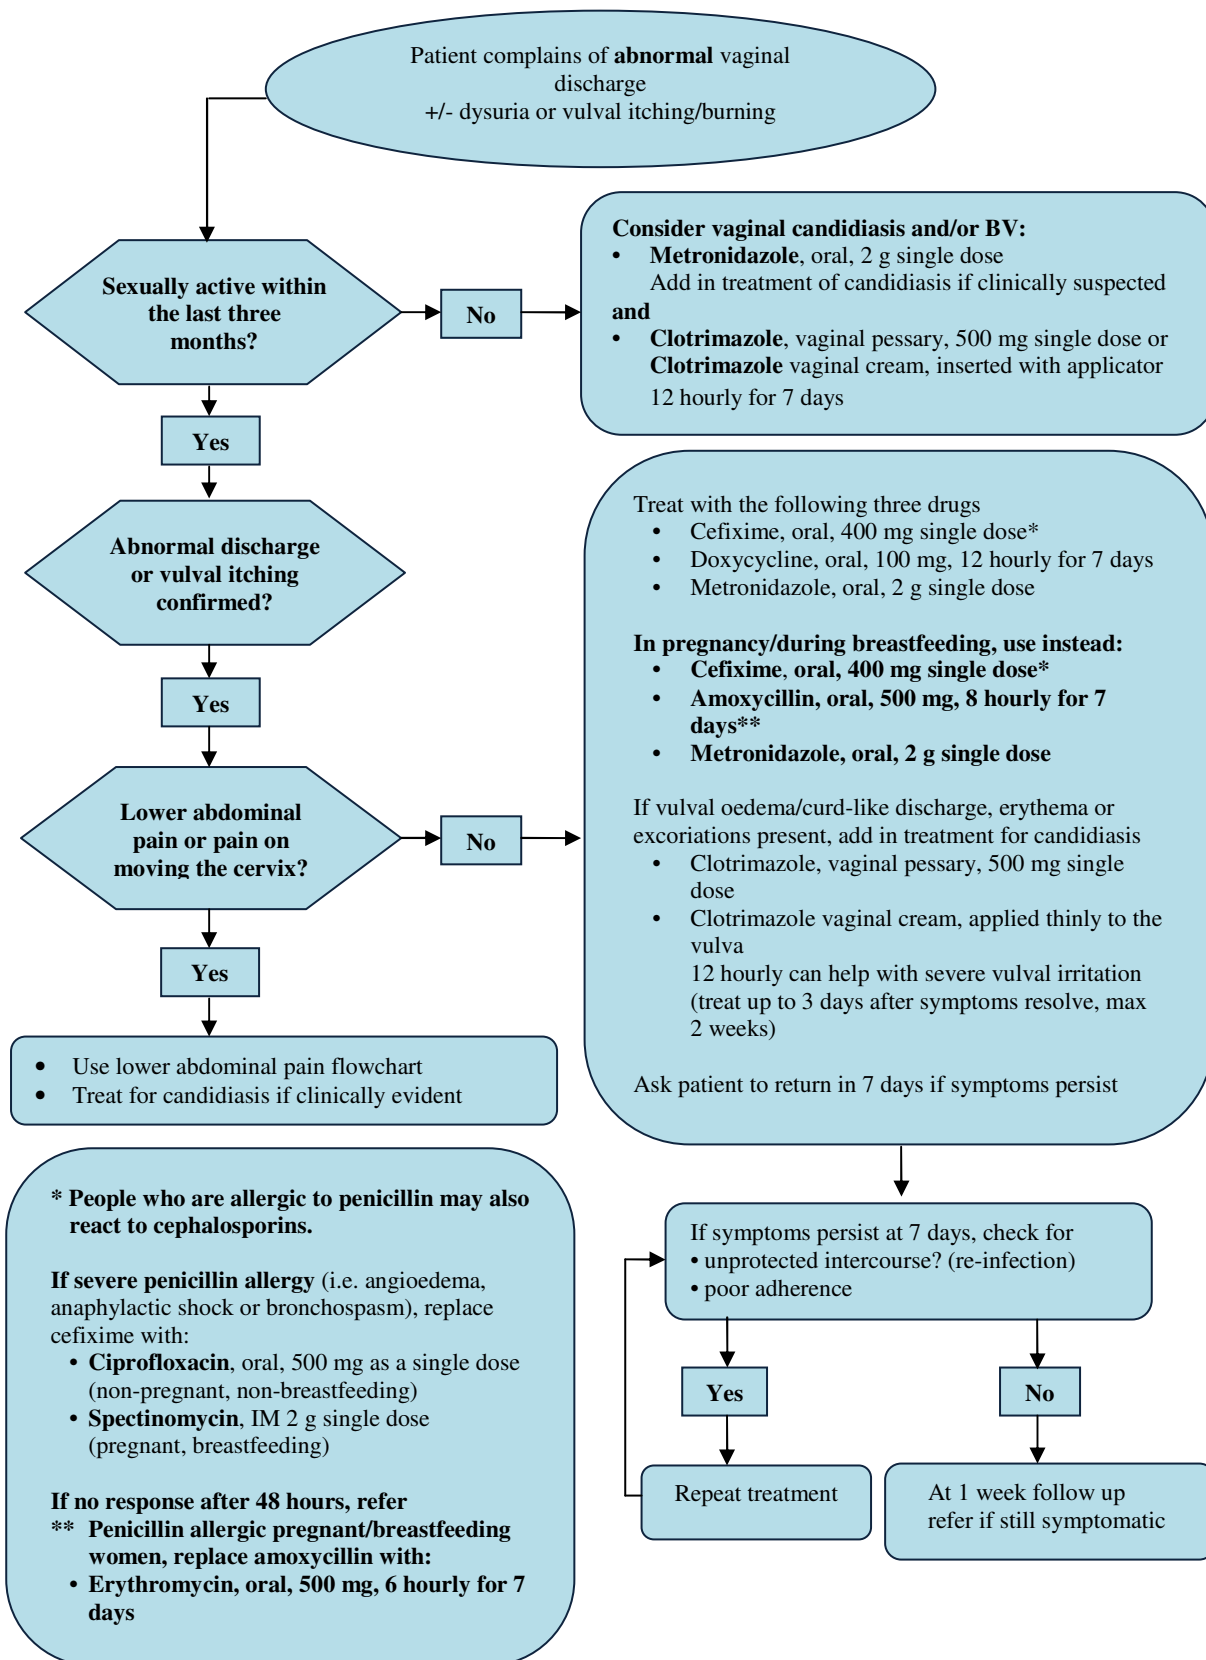 Patient complains of abnormal vaginal
discharge
+/- dysuria or vulval itching/burning
Sexually active within
the last three
months?
No
Consider vaginal candidiasis and/or BV:
• Metronidazole, oral, 2 g single dose
Add in treatment of candidiasis if clinically suspected
and
• Clotrimazole, vaginal pessary, 500 mg single dose or
Clotrimazole vaginal cream, inserted with applicator
12 hourly for 7 days
Yes
Abnormal discharge
or vulval itching
confirmed?
Yes
Lower abdominal
pain or pain on
moving the cervix?
No
Treat with the following three drugs
• Cefixime, oral, 400 mg single dose*
• Doxycycline, oral, 100 mg, 12 hourly for 7 days
• Metronidazole, oral, 2 g single dose
In pregnancy/during breastfeeding, use instead:
• Cefixime, oral, 400 mg single dose*
• Amoxycillin, oral, 500 mg, 8 hourly for 7
days**
• Metronidazole, oral, 2 g single dose
If vulval oedema/curd-like discharge, erythema or
excoriations present, add in treatment for candidiasis
• Clotrimazole, vaginal pessary, 500 mg single
dose
• Clotrimazole vaginal cream, applied thinly to the
vulva
12 hourly can help with severe vulval irritation
(treat up to 3 days after symptoms resolve, max
2 weeks)
Ask patient to return in 7 days if symptoms persist
Yes
• Use lower abdominal pain flowchart
• Treat for candidiasis if clinically evident
* People who are allergic to penicillin may also
react to cephalosporins.
If severe penicillin allergy (i.e. angioedema,
anaphylactic shock or bronchospasm), replace
cefixime with:
• Ciprofloxacin, oral, 500 mg as a single dose
(non-pregnant, non-breastfeeding)
• Spectinomycin, IM 2 g single dose
(pregnant, breastfeeding)
If no response after 48 hours, refer
** Penicillin allergic pregnant/breastfeeding
women, replace amoxycillin with:
• Erythromycin, oral, 500 mg, 6 hourly for 7
days
If symptoms persist at 7 days, check for
• unprotected intercourse? (re-infection)
• poor adherence
Yes
No
Repeat treatment
At 1 week follow up
refer if still symptomatic